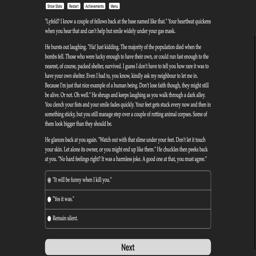 Show Stats Restart Achievements Menu
"Lyfeld? I know a couple of fellows back at the base named like that." Your heartbeat quickens
when you hear that and can't help but smile widely under your gas mask.
He bursts out laughing. "Ha! Just kidding. The majority of the population died when the
bombs fell. Those who were lucky enough to have their own, or could run fast enough to the
nearest, of course, packed shelter, survived. I guess I don't have to tell you how rare it was to
have your own shelter. Even I had to, you know, kindly ask my neighbor to let me in.
Because I'm just that nice example of a human being. Don't lose faith though, they might still
be alive. Or not. Oh well." He shrugs and keeps laughing as you walk through a dark alley.
You clench your fists and your smile fades quickly. Your feet gets stuck every now and then in
something sticky, but you still manage step over a couple of rotting animal corpses. Some of
them look bigger than they should be.
He glances back at you again. "Watch out with that slime under your feet. Don't let it touch
your skin. Let alone its owner, or you might end up like them." He chuckles then peeks back
at you. "No hard feelings right? It was a harmless joke. A good one at that, you must agree."
"It will be funny when I kill you."
"Yes it was."
Remain silent.
Next